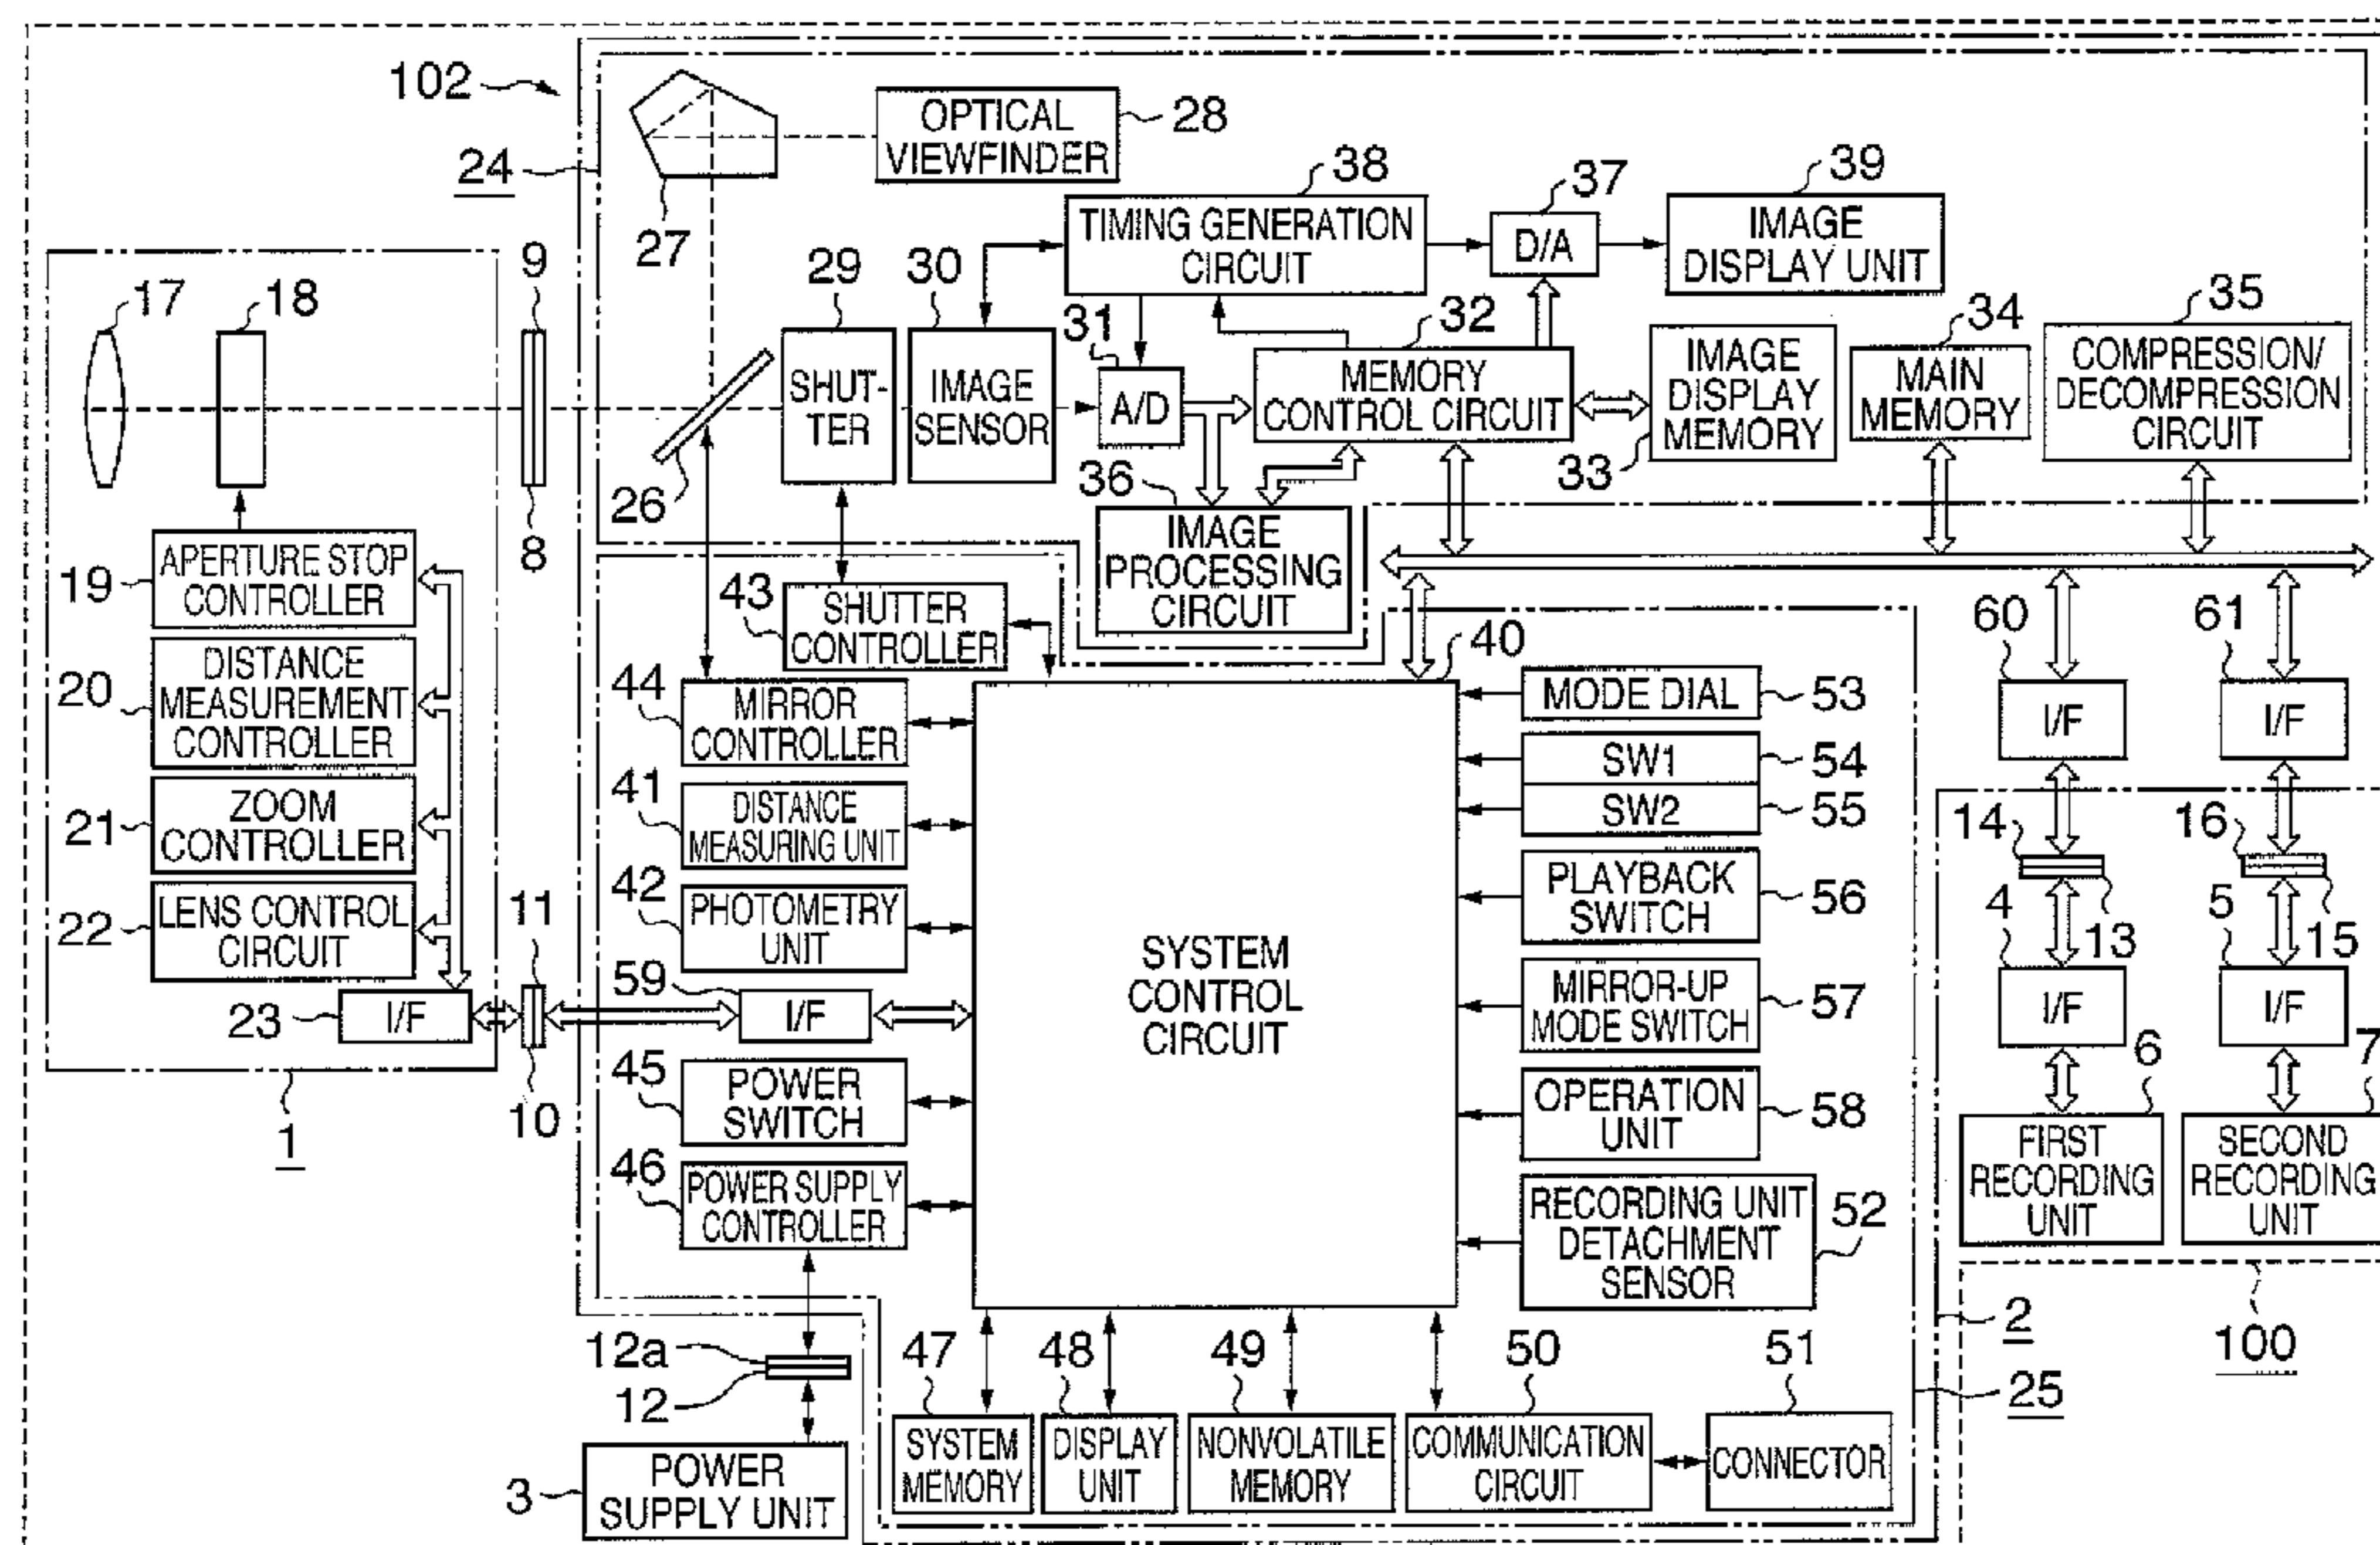 102
24
27
OPTICAL
VIEWFINDER
28
38
TIMING GENERATION
CIRCUIT
37
D/A
39
IMAGE
DISPLAY UNIT
17
18
9
8
29
SHUT-
TER
30
IMAGE
SENSOR
31
A/D
32
MEMORY
CONTROL CIRCUIT
IMAGE
DISPLAY
MEMORY
33
34
MAIN
MEMORY
35
COMPRESSION/
DECOMPRESSION
CIRCUIT
26
36
IMAGE
PROCESSING
CIRCUIT
19
APERTURE STOP
CONTROLLER
20
DISTANCE
MEASUREMENT
CONTROLLER
21
ZOOM
CONTROLLER
22
LENS CONTROL
CIRCUIT
23
I/F
11
10
1
43
SHUTTER
CONTROLLER
44
MIRROR
CONTROLLER
41
DISTANCE
MEASURING UNIT
42
PHOTOMETRY
UNIT
59
I/F
45
POWER
SWITCH
46
POWER SUPPLY
CONTROLLER
40
SYSTEM
CONTROL
CIRCUIT
MODE DIAL
53
SW1
54
SW2
55
PLAYBACK
SWITCH
56
MIRROR-UP
MODE SWITCH
57
OPERATION
UNIT
58
RECORDING UNIT
DETACHMENT
SENSOR
52
60
I/F
61
I/F
14
13
16
15
4
I/F
5
I/F
6
FIRST
RECORDING
UNIT
7
SECOND
RECORDING
UNIT
2
100
25
12a
12
3
POWER
SUPPLY UNIT
47
SYSTEM
MEMORY
48
DISPLAY
UNIT
49
NONVOLATILE
MEMORY
50
COMMUNICATION
CIRCUIT
51
CONNECTOR